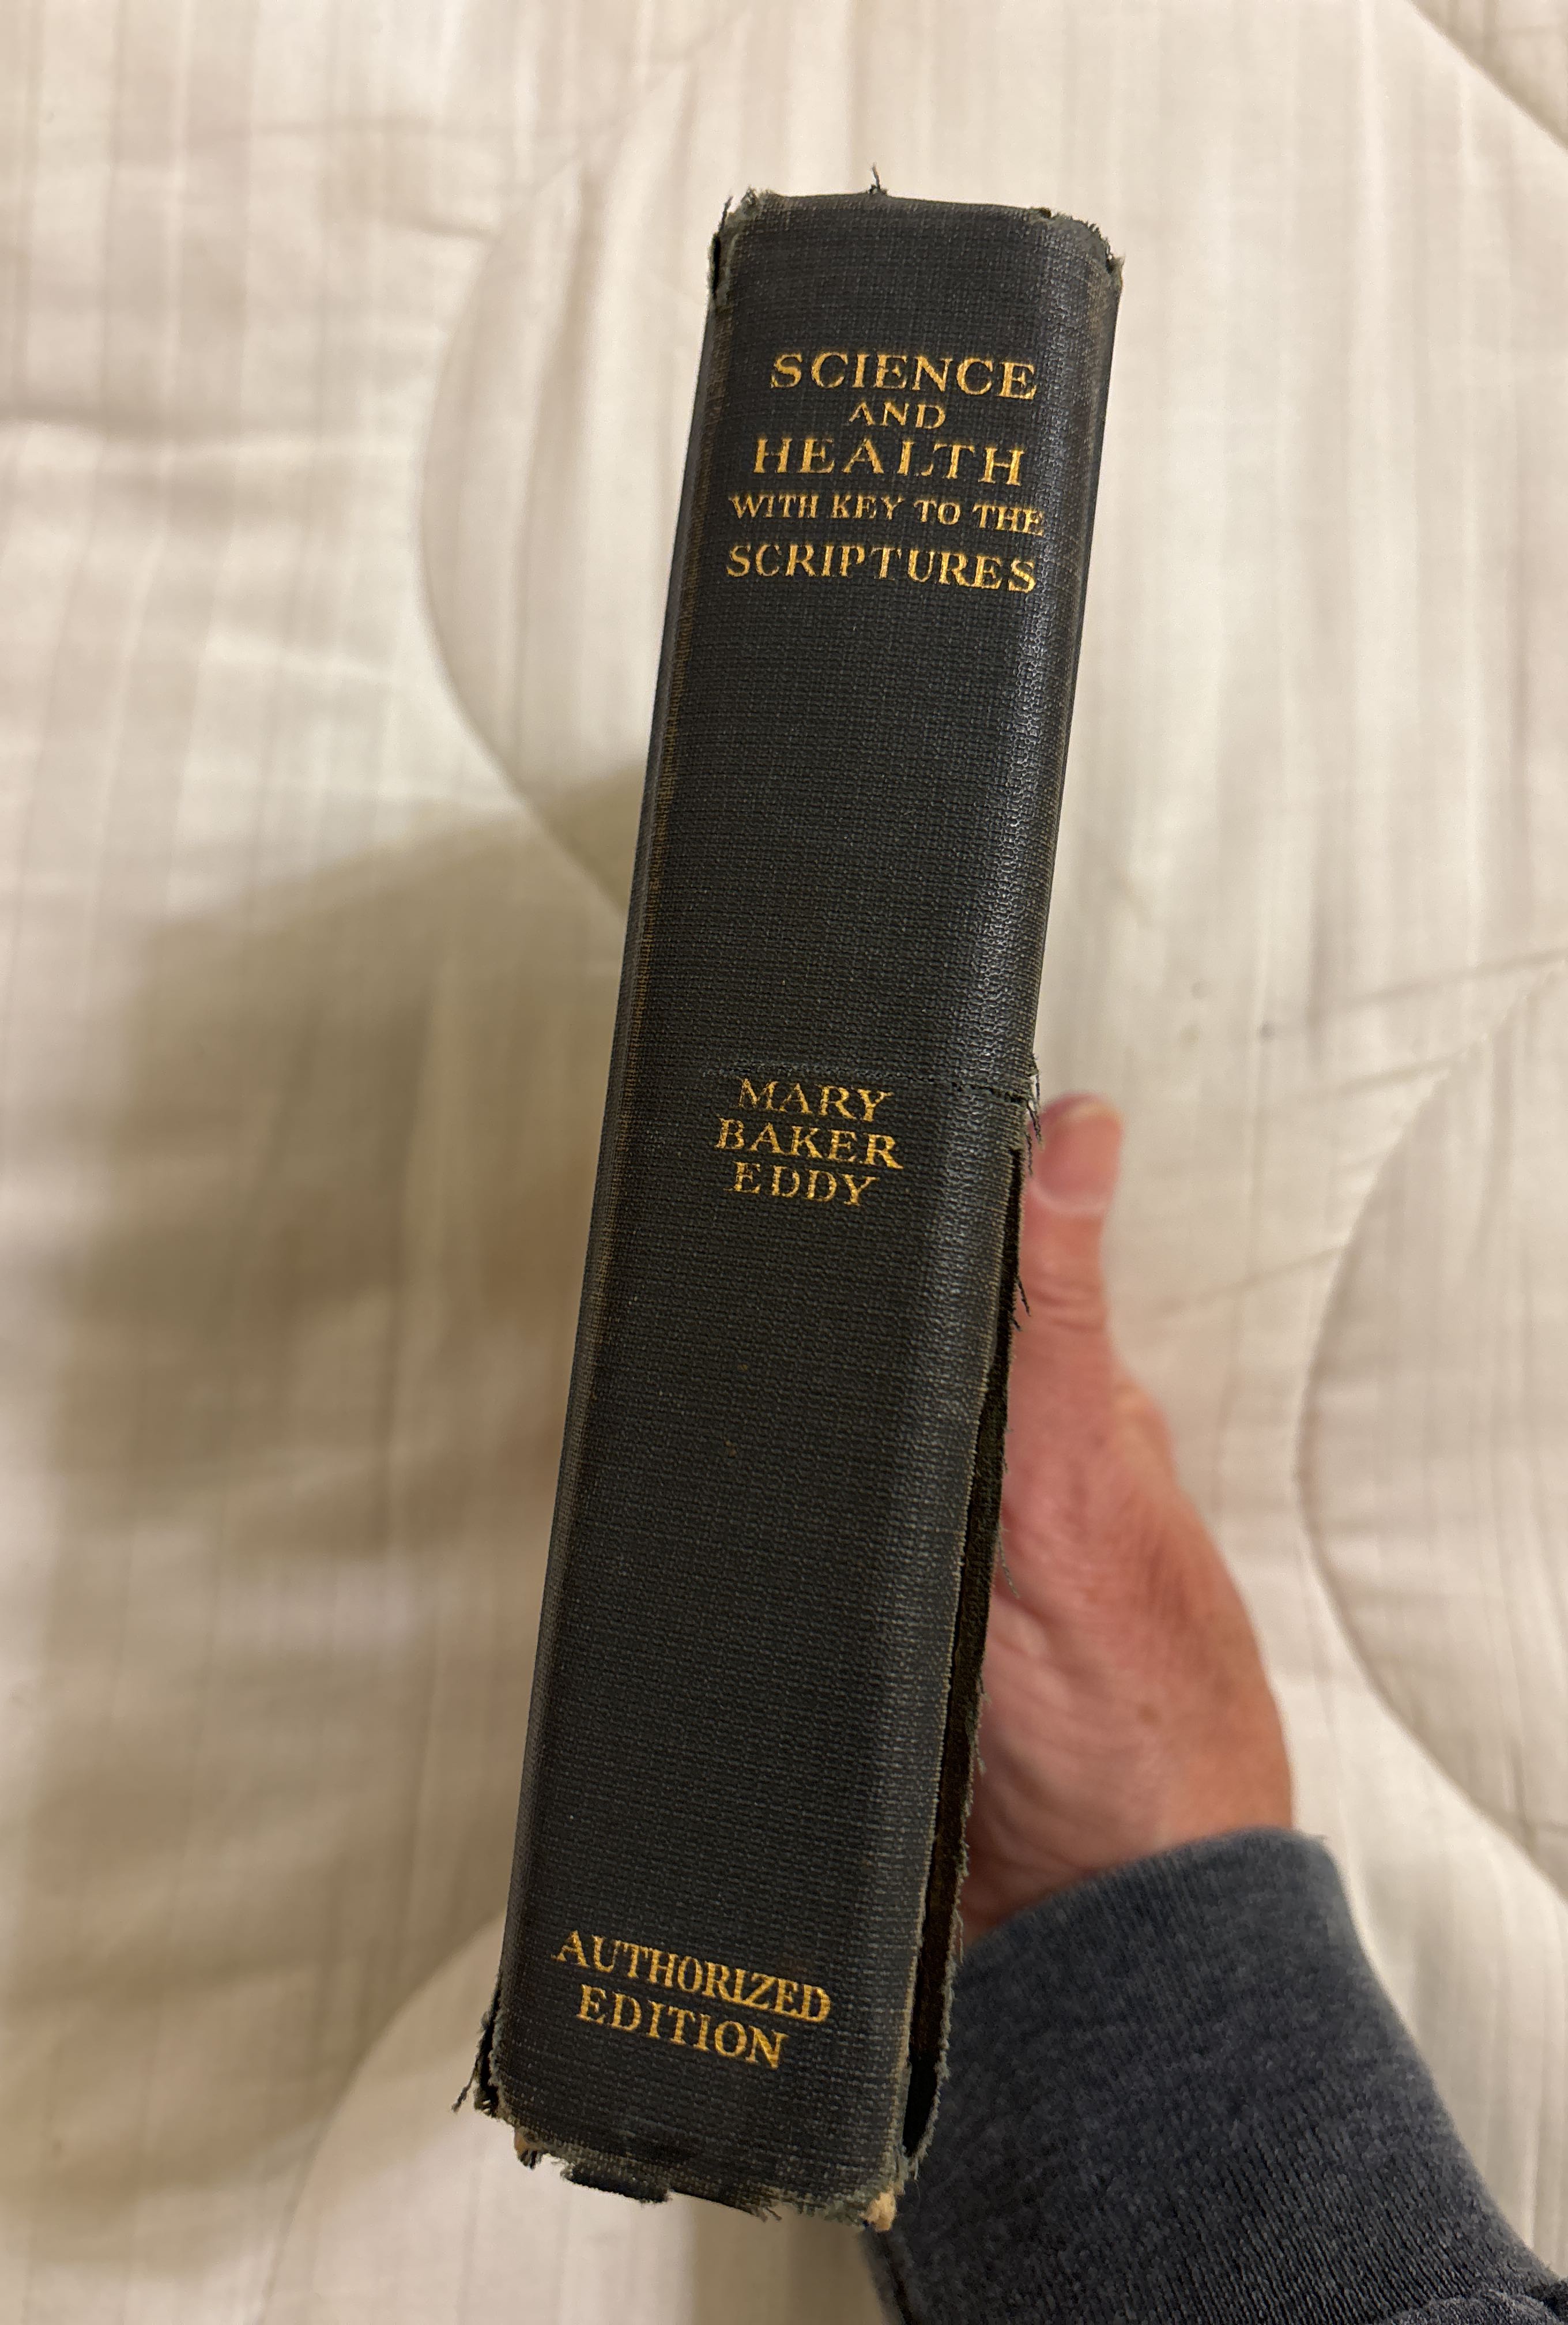 SCIENCE
AND
HEALTH
WITH KEY TO THE
SCRIPTURES
MARY
BAKER
EDDY
AUTHORIZED
EDITION